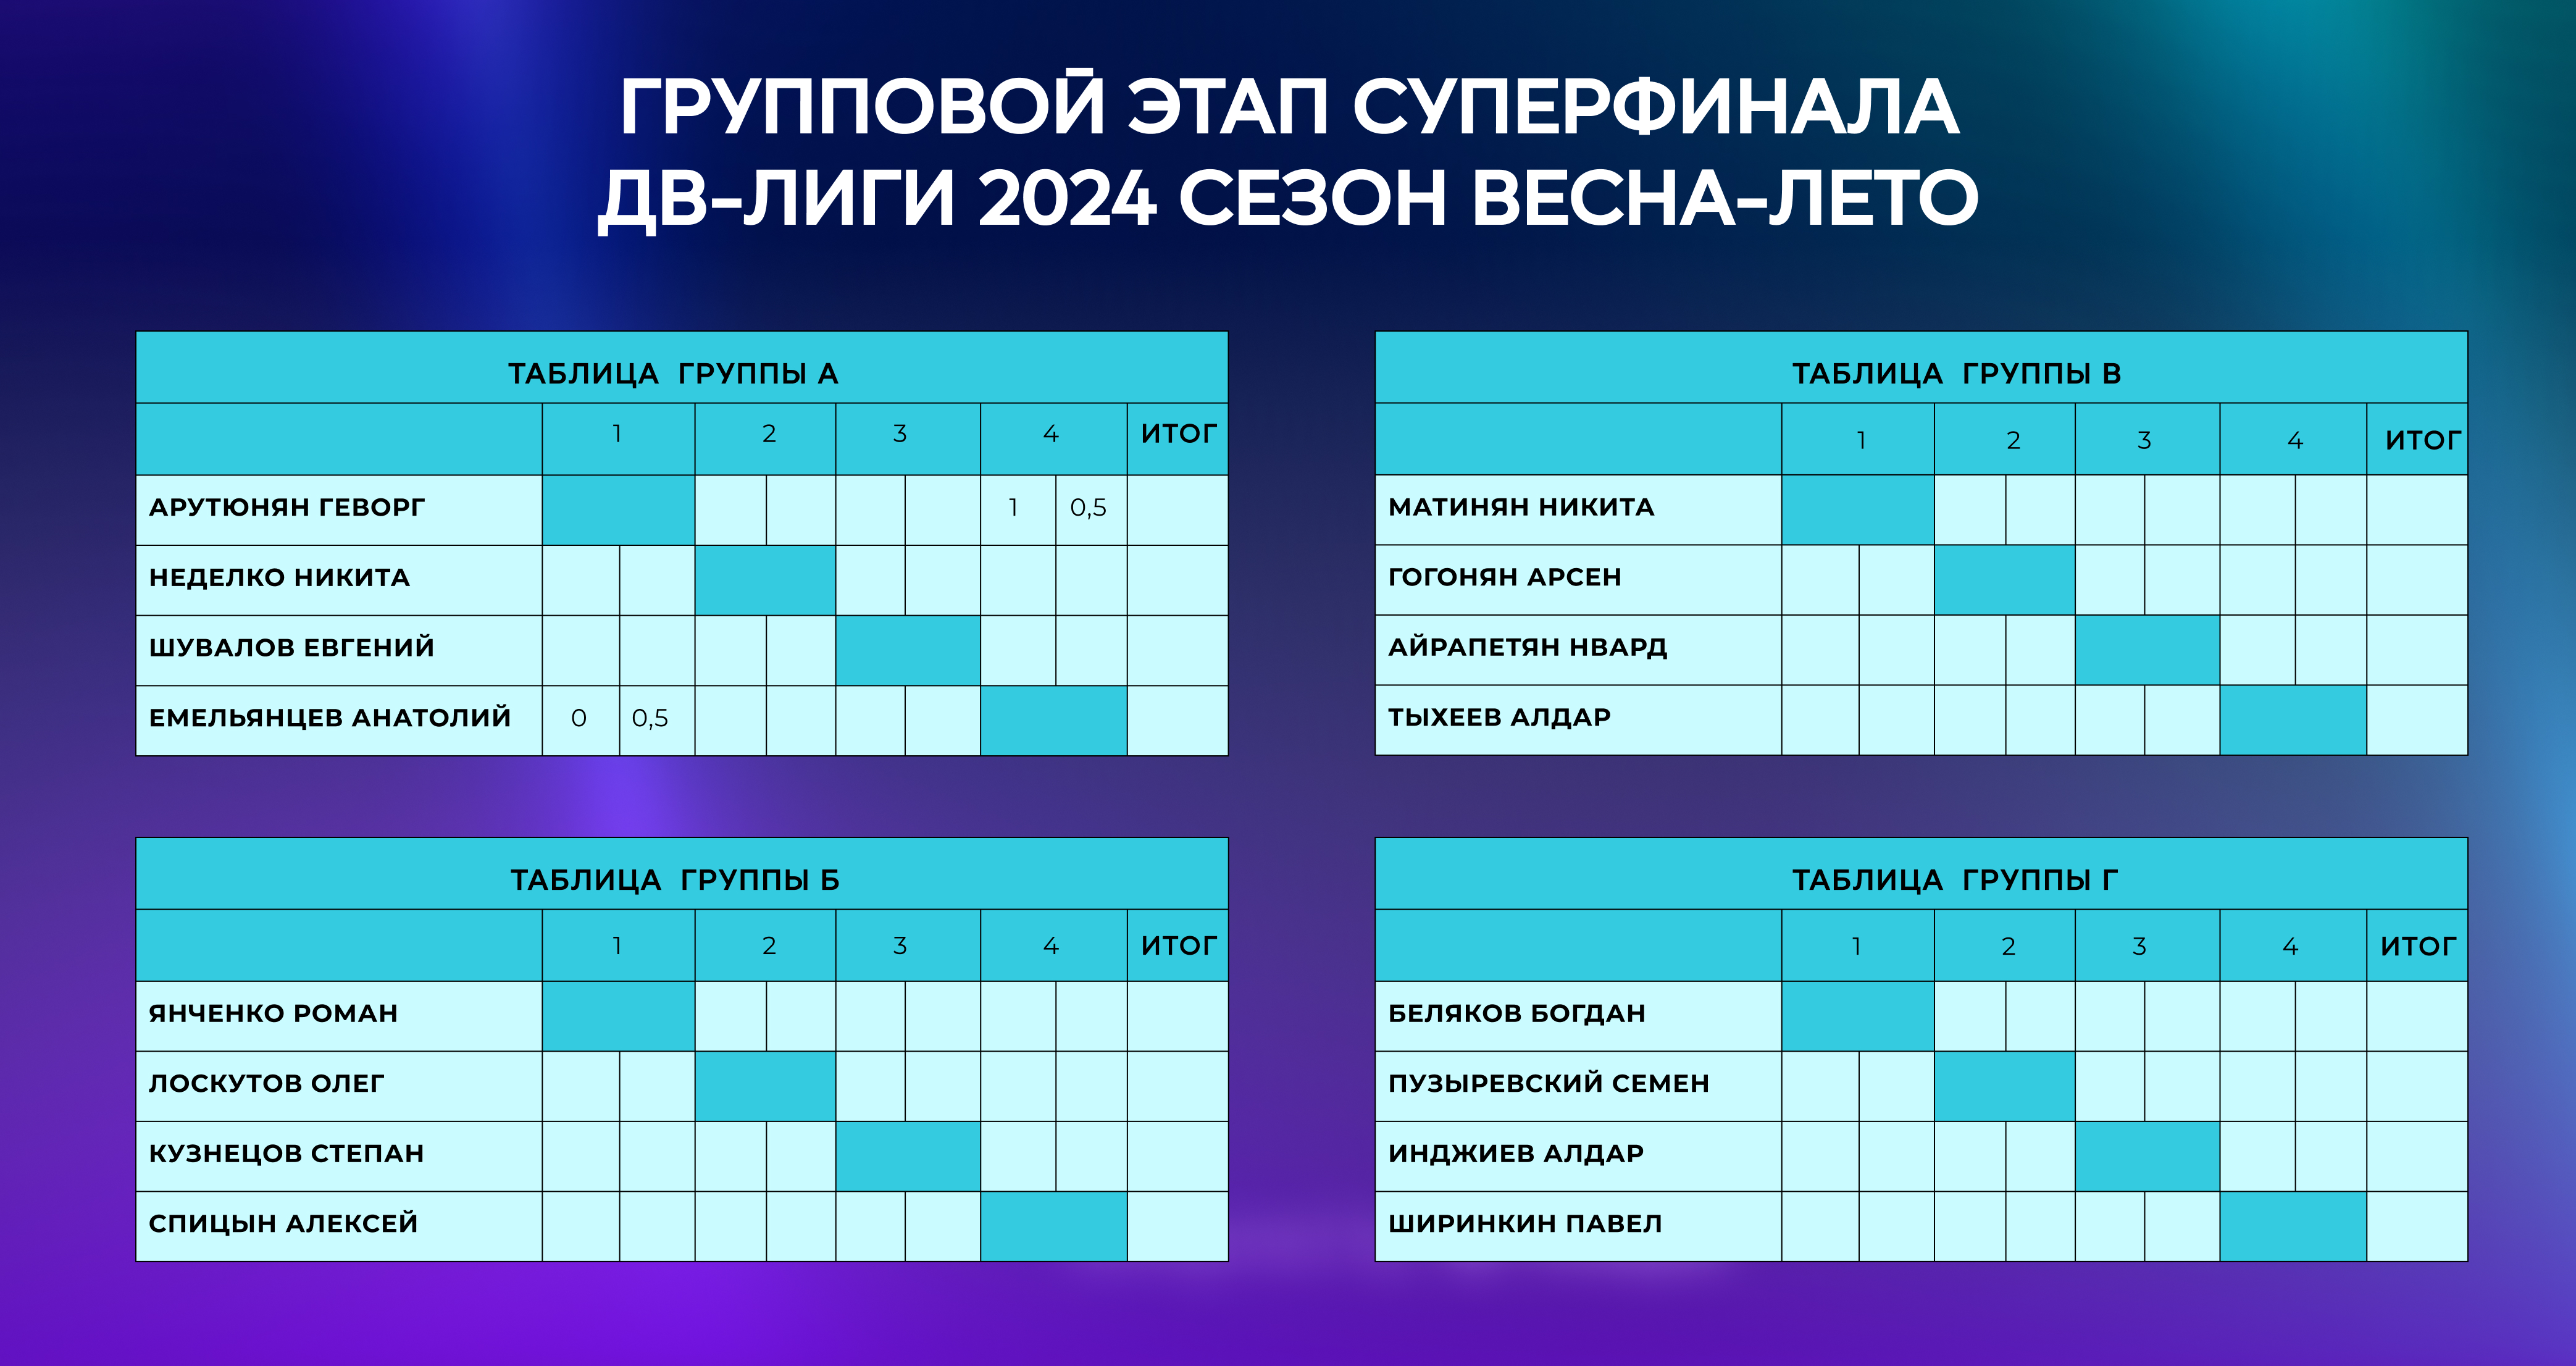 ГРУППОВОЙ ЭТАП СУПЕРФИНАЛА
ДВ-ЛИГИ 2024 СЕЗОН ВЕСНА-ЛЕТО
ТАБЛИЦА ГРУППЫ А
1 2 3 4 ИТОГ
АРУТЮНЯН ГЕВОРГ 1 0,5
НЕДЕЛКО НИКИТА
ШУВАЛОВ ЕВГЕНИЙ
ЕМЕЛЬЯНЦЕВ АНАТОЛИЙ 0 0,5
ТАБЛИЦА ГРУППЫ В
1 2 3 4 ИТОГ
МАТИНЯН НИКИТА
ГОГОНЯН АРСЕН
АЙРАПЕТЯН НВАРД
ТЫХЕЕВ АЛДАР
ТАБЛИЦА ГРУППЫ Б
1 2 3 4 ИТОГ
ЯНЧЕНКО РОМАН
ЛОСКУТОВ ОЛЕГ
КУЗНЕЦОВ СТЕПАН
СПИЦЫН АЛЕКСЕЙ
ТАБЛИЦА ГРУППЫ Г
1 2 3 4 ИТОГ
БЕЛЯКОВ БОГДАН
ПУЗЫРЕВСКИЙ СЕМЕН
ИНДЖИЕВ АЛДАР
ШИРИНКИН ПАВЕЛ